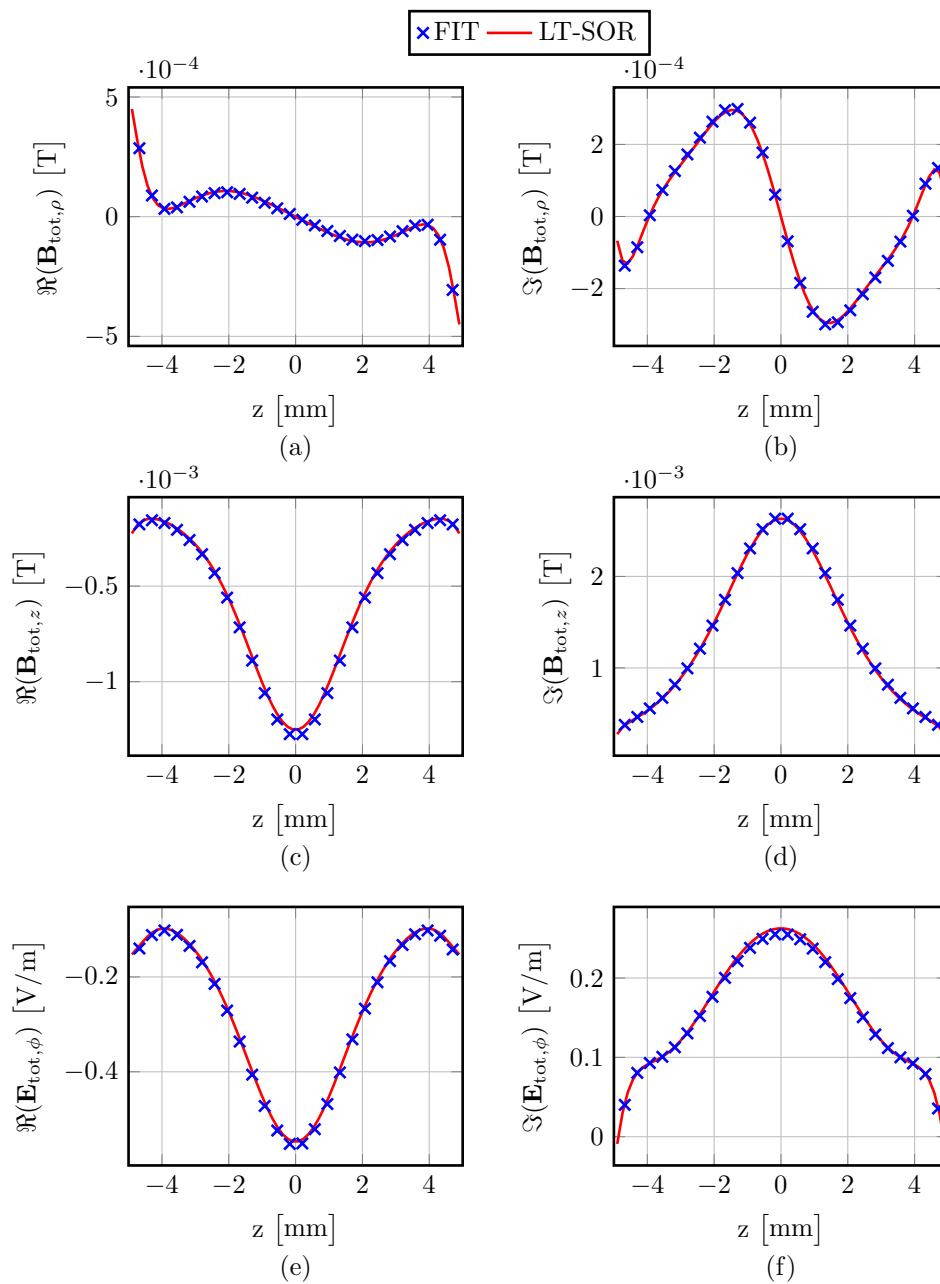 FIT LT-SOR
·10⁻⁴ ·10⁻⁴
ℜ(B_tot,ρ) [T]
5
0
−5
−4 −2 0 2 4
z [mm]
(a)
ℑ(B_tot,ρ) [T]
2
0
−2
−4 −2 0 2 4
z [mm]
(b)
·10⁻³ ·10⁻³
ℜ(B_tot,z) [T]
−0.5
−1
−4 −2 0 2 4
z [mm]
(c)
ℑ(B_tot,z) [T]
2
1
−4 −2 0 2 4
z [mm]
(d)
ℜ(E_tot,ϕ) [V/m]
−0.2
−0.4
−4 −2 0 2 4
z [mm]
(e)
ℑ(E_tot,ϕ) [V/m]
0.2
0.1
0
−4 −2 0 2 4
z [mm]
(f)